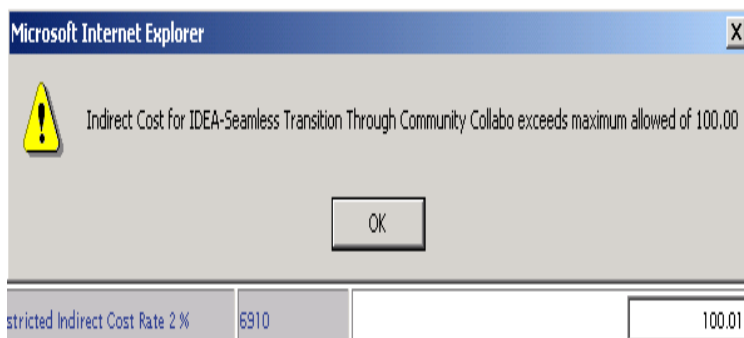 Microsoft Internet Explorer
X
Indirect Cost for IDEA-Seamless Transition Through Community Collabo exceeds maximum allowed of 100.00
OK
stricted Indirect Cost Rate 2 % 6910 100.01